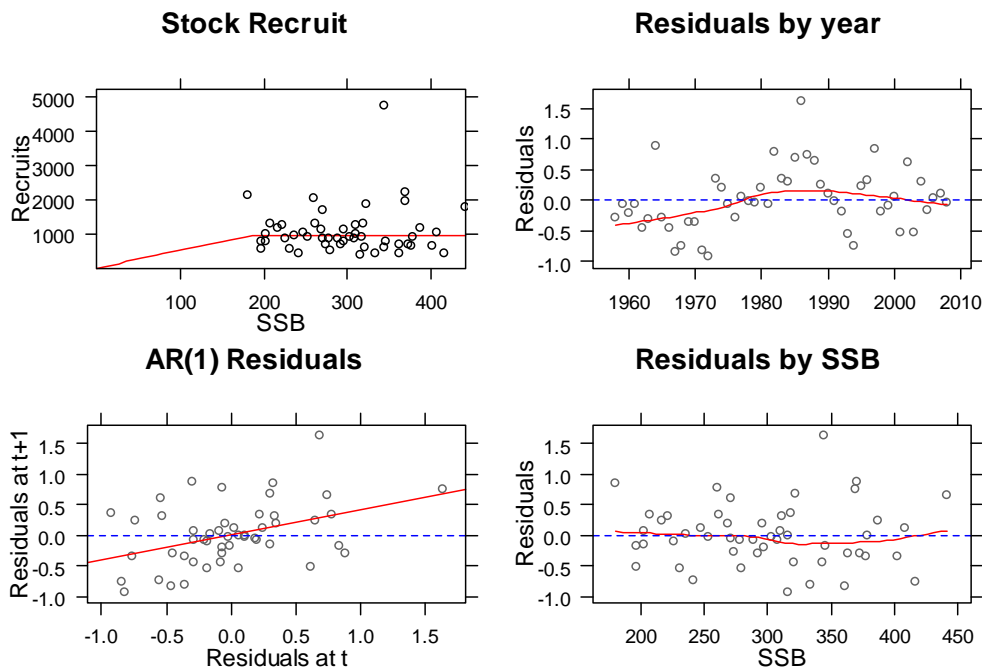 Stock Recruit
Recruits
5000
4000
3000
2000
1000
100 200 300 400
SSB
Residuals by year
Residuals
1.5
1.0
0.5
0.0
-0.5
-1.0
1960 1970 1980 1990 2000 2010
AR(1) Residuals
Residuals at t+1
1.5
1.0
0.5
0.0
-0.5
-1.0
-1.0 -0.5 0.0 0.5 1.0 1.5
Residuals at t
Residuals by SSB
Residuals
1.5
1.0
0.5
0.0
-0.5
-1.0
200 250 300 350 400 450
SSB